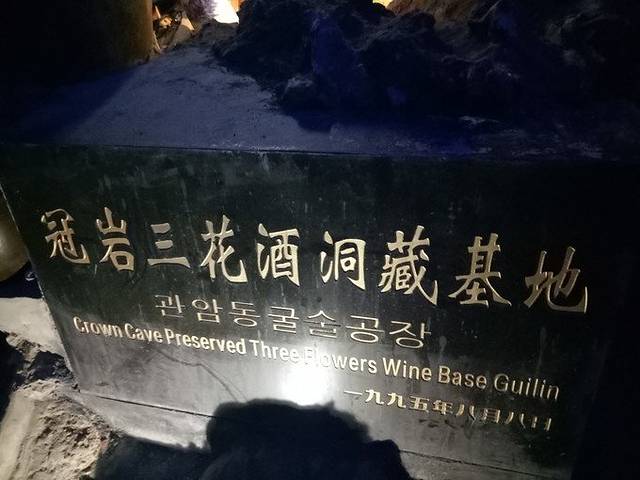 冠岩三花酒洞藏基地
관암동굴술공장
Crown Cave Preserved Three Flowers Wine Base Guilin
一九九五年八月八日